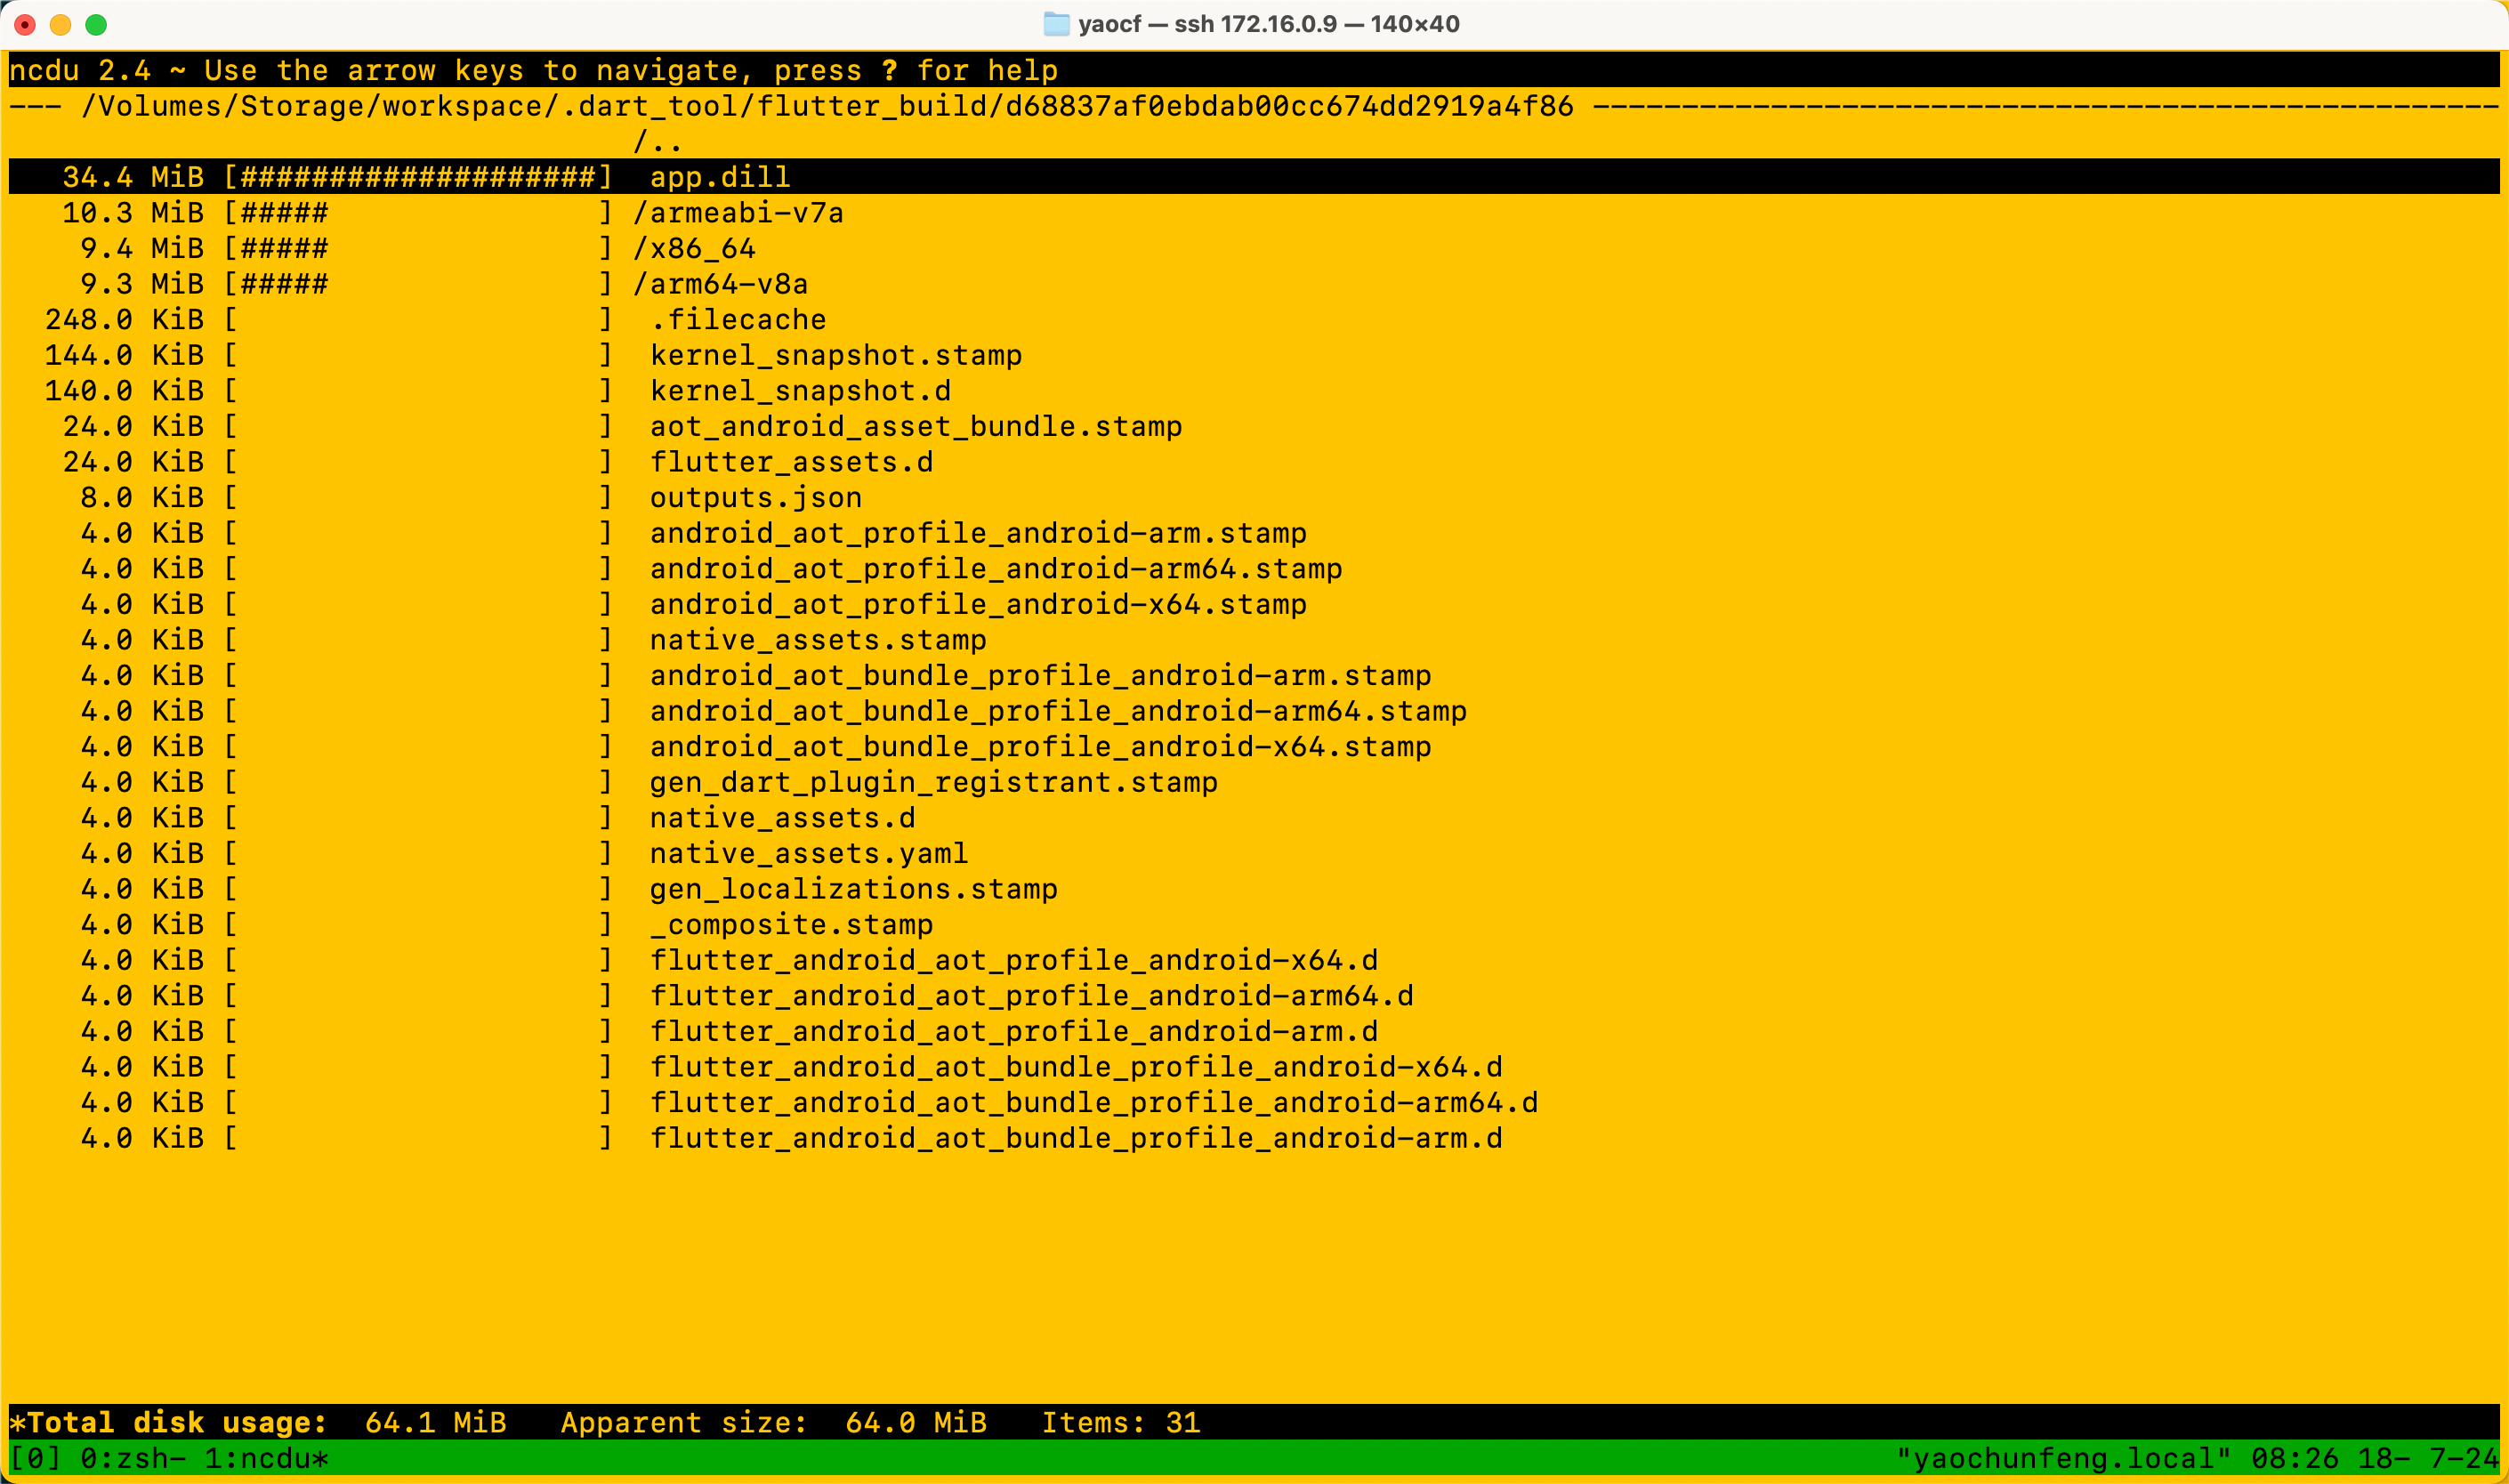 yaocf — ssh 172.16.0.9 — 140×40
ncdu 2.4 ~ Use the arrow keys to navigate, press ? for help
--- /Volumes/Storage/workspace/.dart_tool/flutter_build/d68837af0ebdab00cc674dd2919a4f86 ---------------------------------------------------
/..
34.4 MiB [####################]  app.dill
10.3 MiB [#####               ] /armeabi-v7a
9.4 MiB [#####               ] /x86_64
9.3 MiB [#####               ] /arm64-v8a
248.0 KiB [                    ]  .filecache
144.0 KiB [                    ]  kernel_snapshot.stamp
140.0 KiB [                    ]  kernel_snapshot.d
24.0 KiB [                    ]  aot_android_asset_bundle.stamp
24.0 KiB [                    ]  flutter_assets.d
8.0 KiB [                    ]  outputs.json
4.0 KiB [                    ]  android_aot_profile_android-arm.stamp
4.0 KiB [                    ]  android_aot_profile_android-arm64.stamp
4.0 KiB [                    ]  android_aot_profile_android-x64.stamp
4.0 KiB [                    ]  native_assets.stamp
4.0 KiB [                    ]  android_aot_bundle_profile_android-arm.stamp
4.0 KiB [                    ]  android_aot_bundle_profile_android-arm64.stamp
4.0 KiB [                    ]  android_aot_bundle_profile_android-x64.stamp
4.0 KiB [                    ]  gen_dart_plugin_registrant.stamp
4.0 KiB [                    ]  native_assets.d
4.0 KiB [                    ]  native_assets.yaml
4.0 KiB [                    ]  gen_localizations.stamp
4.0 KiB [                    ]  _composite.stamp
4.0 KiB [                    ]  flutter_android_aot_profile_android-x64.d
4.0 KiB [                    ]  flutter_android_aot_profile_android-arm64.d
4.0 KiB [                    ]  flutter_android_aot_profile_android-arm.d
4.0 KiB [                    ]  flutter_android_aot_bundle_profile_android-x64.d
4.0 KiB [                    ]  flutter_android_aot_bundle_profile_android-arm64.d
4.0 KiB [                    ]  flutter_android_aot_bundle_profile_android-arm.d
*Total disk usage:  64.1 MiB   Apparent size:  64.0 MiB   Items: 31
[0] 0:zsh- 1:ncdu* "yaochunfeng.local" 08:26 18- 7-24